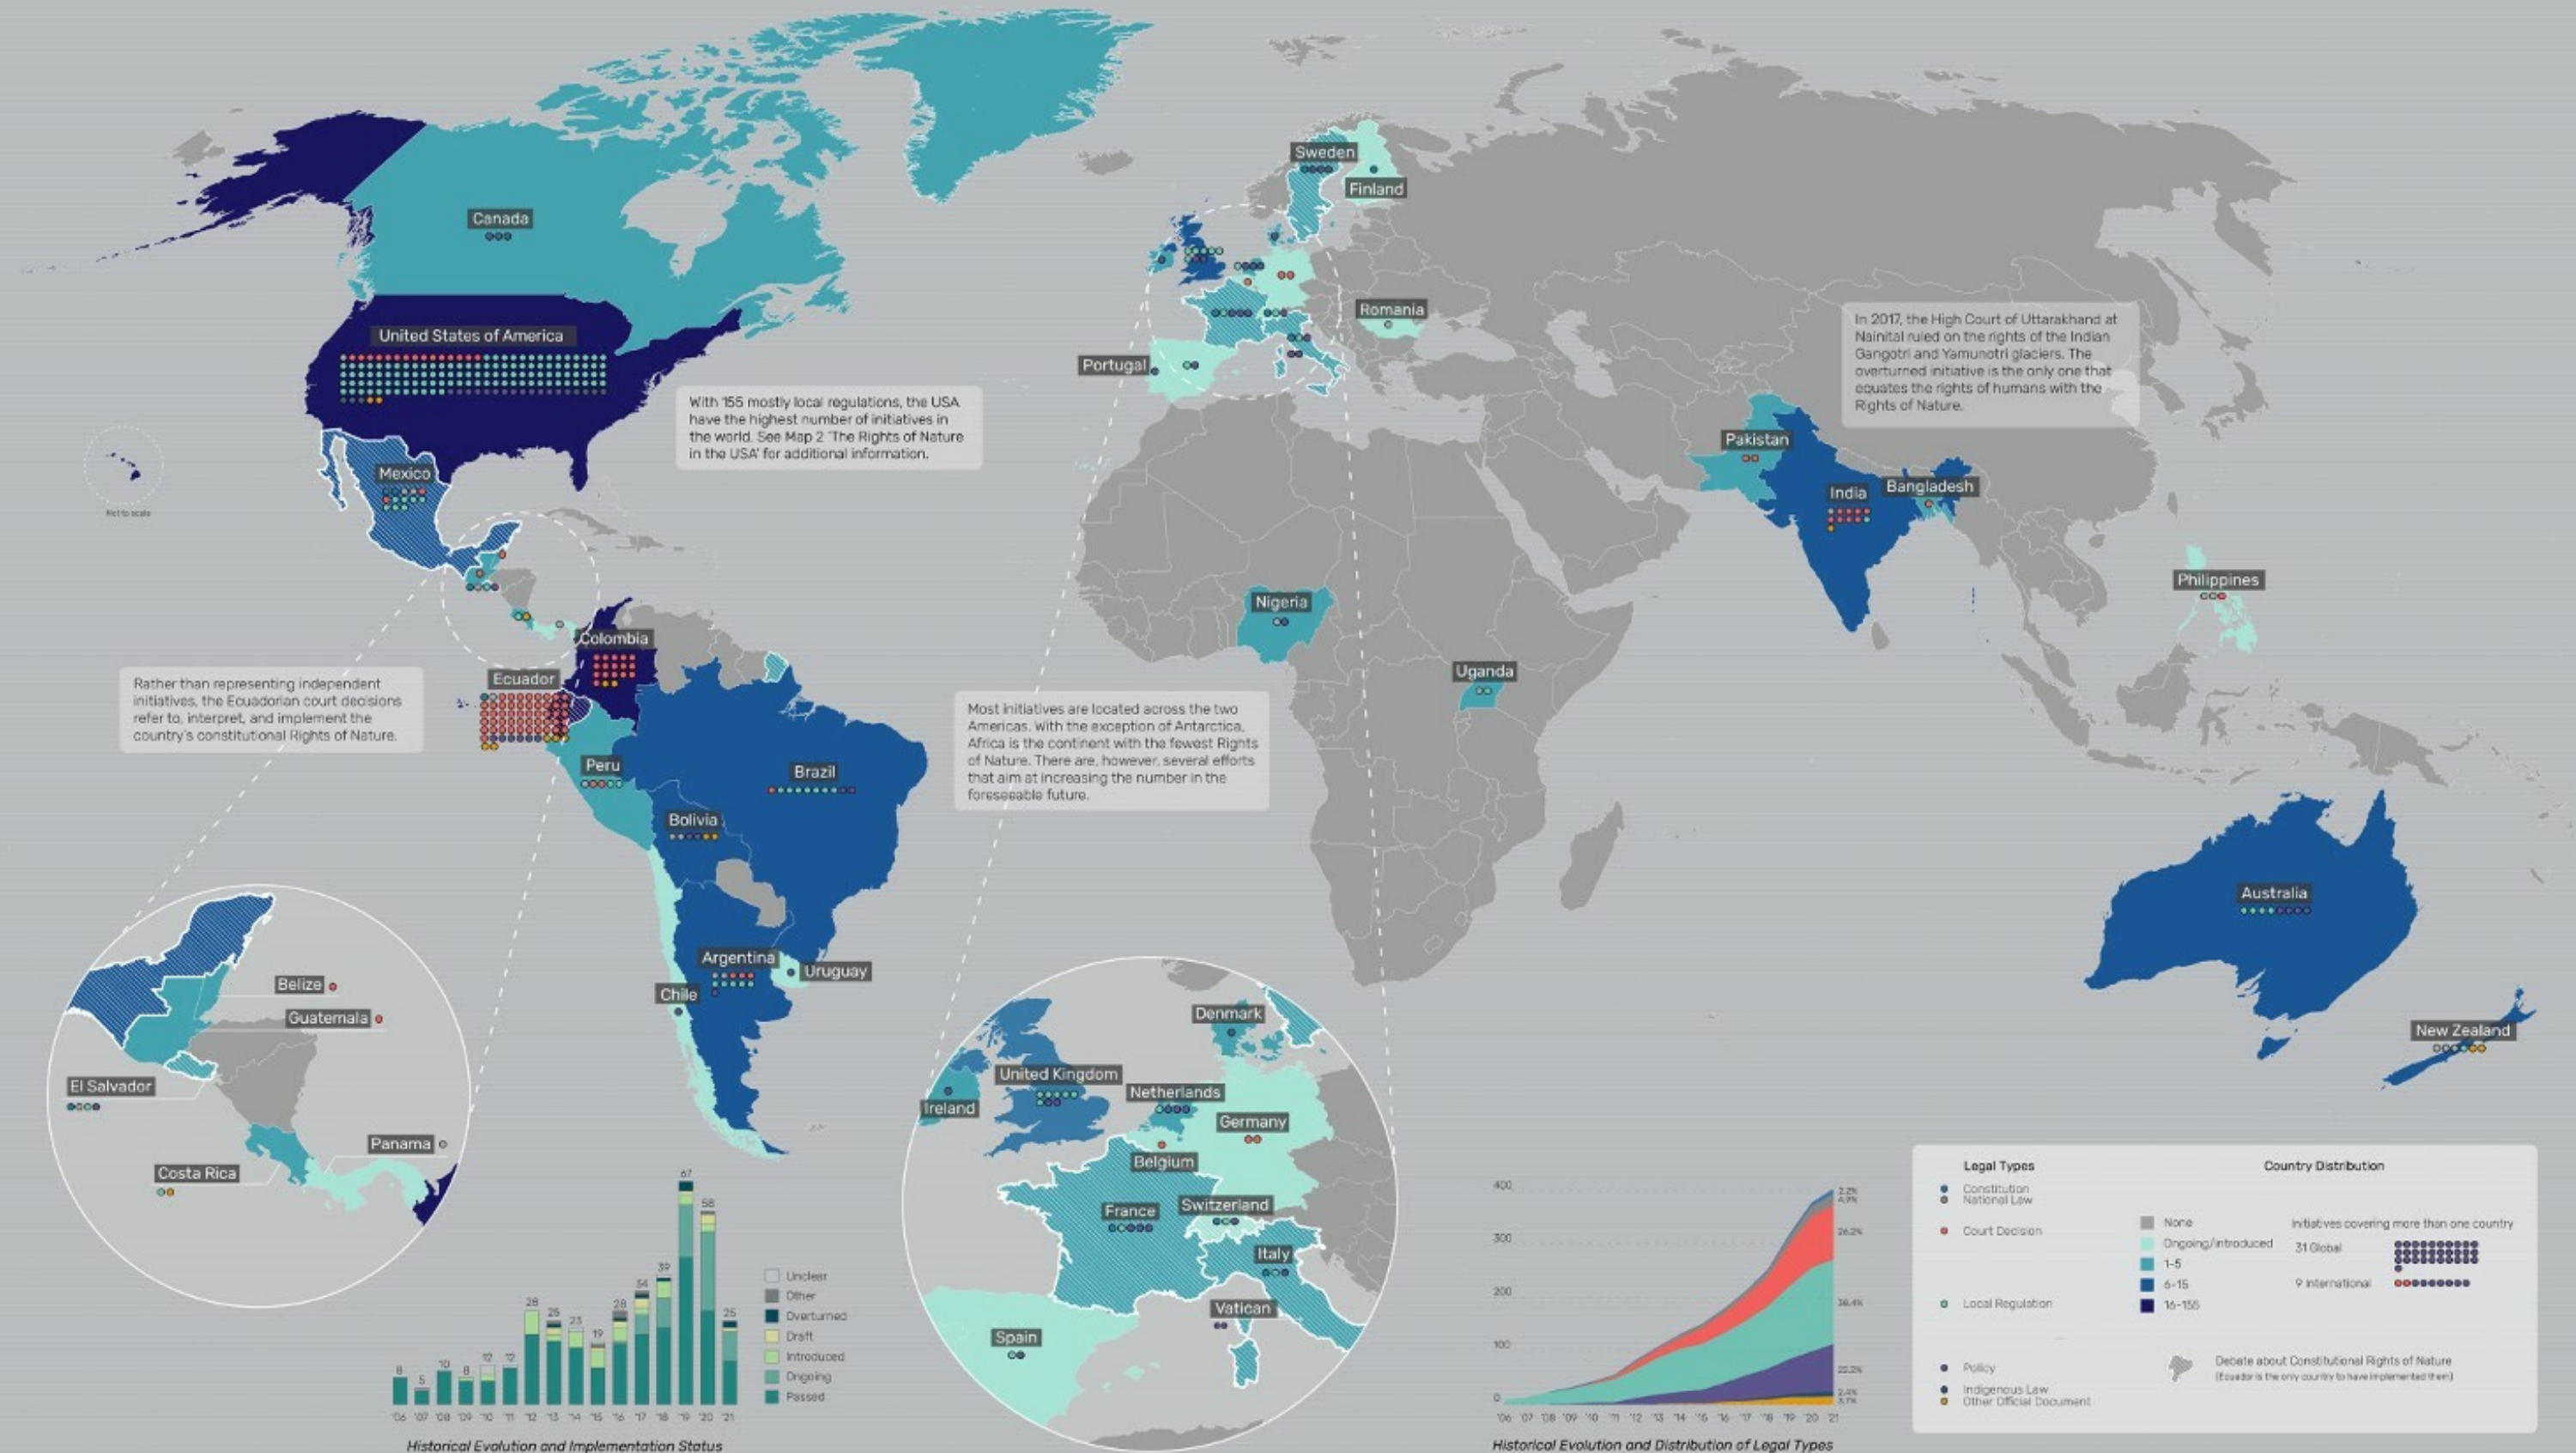 Sweden
Finland
Canada
United States of America
Romania
Portugal
In 2017, the High Court of Uttarakhand at
Nainital ruled on the rights of the Indian
Gangotri and Yamunotri glaciers. The
overturned initiative is the only one that
equates the rights of humans with the
Rights of Nature.
With 155 mostly local regulations, the USA
have the highest number of initiatives in
the world. See Map 2 'The Rights of Nature
in the USA' for additional information.
Pakistan
Mexico
India
Bangladesh
Not to scale
Philippines
Nigeria
Colombia
Ecuador
Uganda
Rather than representing independent
initiatives, the Ecuadorian court decisions
refer to, interpret, and implement the
country's constitutional Rights of Nature.
Most initiatives are located across the two
Americas. With the exception of Antarctica,
Africa is the continent with the fewest Rights
of Nature. There are, however, several efforts
that aim at increasing the number in the
foreseeable future.
Peru
Brazil
Bolivia
Australia
Argentina
Uruguay
Chile
New Zealand
Belize
Guatemala
El Salvador
Panama
Costa Rica
Denmark
United Kingdom
Netherlands
Ireland
Germany
Belgium
France
Switzerland
Italy
Vatican
Spain
67
58
39
34
28
28
25
25
23
19
12
12
10
8
8
5
'06 '07 '08 '09 '10 '11 '12 '13 '14 '15 '16 '17 '18 '19 '20 '21
Unclear
Other
Overturned
Draft
Introduced
Ongoing
Passed
Historical Evolution and Implementation Status
400
300
200
100
0
2.2%
4.9%
26.2%
38.4%
22.2%
2.4%
3.7%
'06 '07 '08 '09 '10 '11 '12 '13 '14 '15 '16 '17 '18 '19 '20 '21
Historical Evolution and Distribution of Legal Types
Legal Types
Constitution
National Law
Court Decision
Local Regulation
Policy
Indigenous Law
Other Official Document
Country Distribution
None
Ongoing/introduced
1-5
6-15
16-155
Initiatives covering more than one country
31 Global
9 International
Debate about Constitutional Rights of Nature
(Ecuador is the only country to have implemented them)